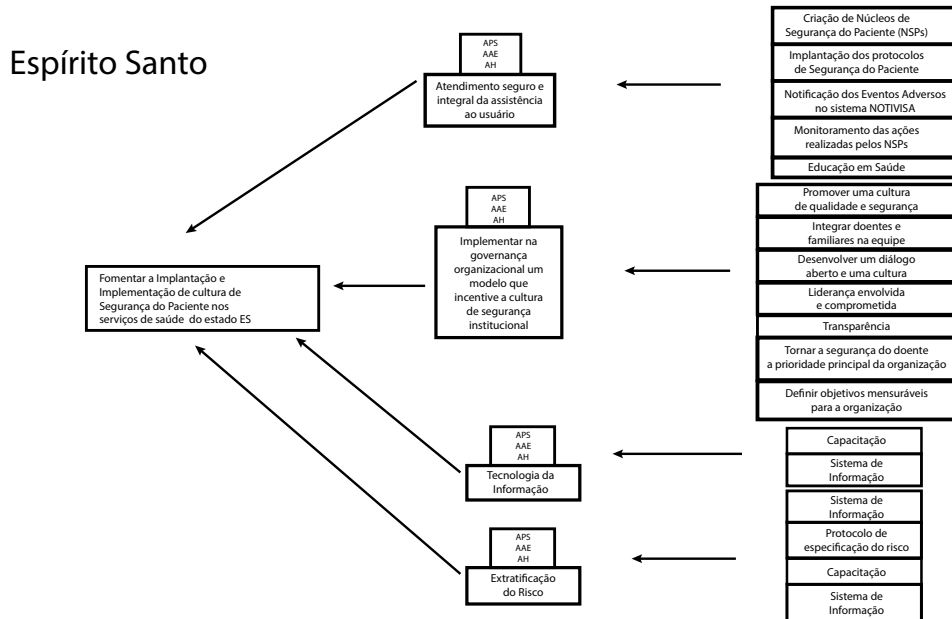 Espírito Santo
APS
AAE
AH
Atendimento seguro e
integral da assistência
ao usuário
Criação de Núcleos de
Segurança do Paciente (NSPs)
Implantação dos protocolos
de Segurança do Paciente
Notificação dos Eventos Adversos
no sistema NOTIVISA
Monitoramento das ações
realizadas pelos NSPs
Educação em Saúde
Fomentar a Implantação e
Implementação de cultura de
Segurança do Paciente nos
serviços de saúde do estado ES
APS
AAE
AH
Implementar na
governança
organizacional um
modelo que
incentive a cultura
de segurança
institucional
Promover uma cultura
de qualidade e segurança
Integrar doentes e
familiares na equipe
Desenvolver um diálogo
aberto e uma cultura
Liderança envolvida
e comprometida
Transparência
Tornar a segurança do doente
a prioridade principal da organização
Definir objetivos mensuráveis
para a organização
APS
AAE
AH
Tecnologia da
Informação
Capacitação
Sistema de
Informação
APS
AAE
AH
Extratificação
do Risco
Sistema de
Informação
Protocolo de
especificação do risco
Capacitação
Sistema de
Informação